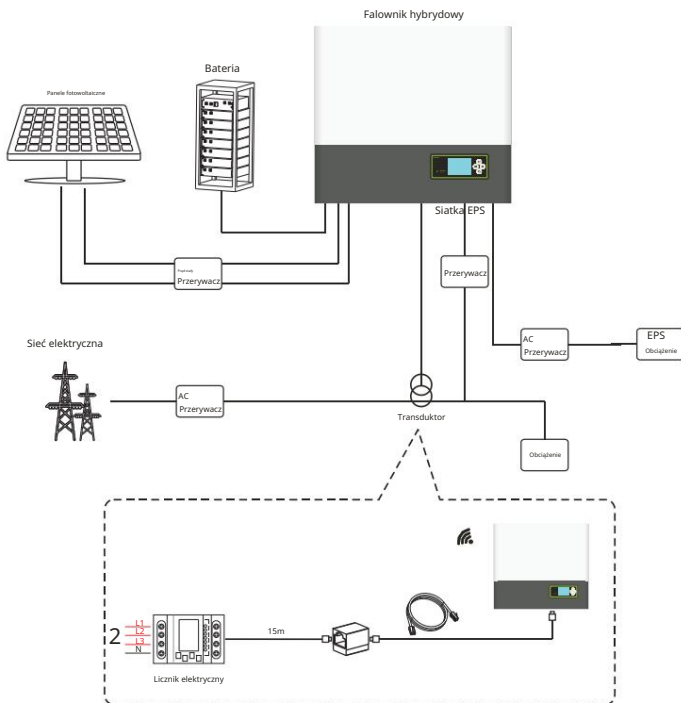 Falownik hybrydowy
Bateria
Panele fotowoltaiczne
Siatka EPS
Przerywacz
Przerywacz
Sieć elektryczna
AC
Przerywacz
EPS
Obciążenie
AC
Przerywacz
Transduktor
Obciążenie
L1
L2
L3
N
2
15m
Licznik elektryczny